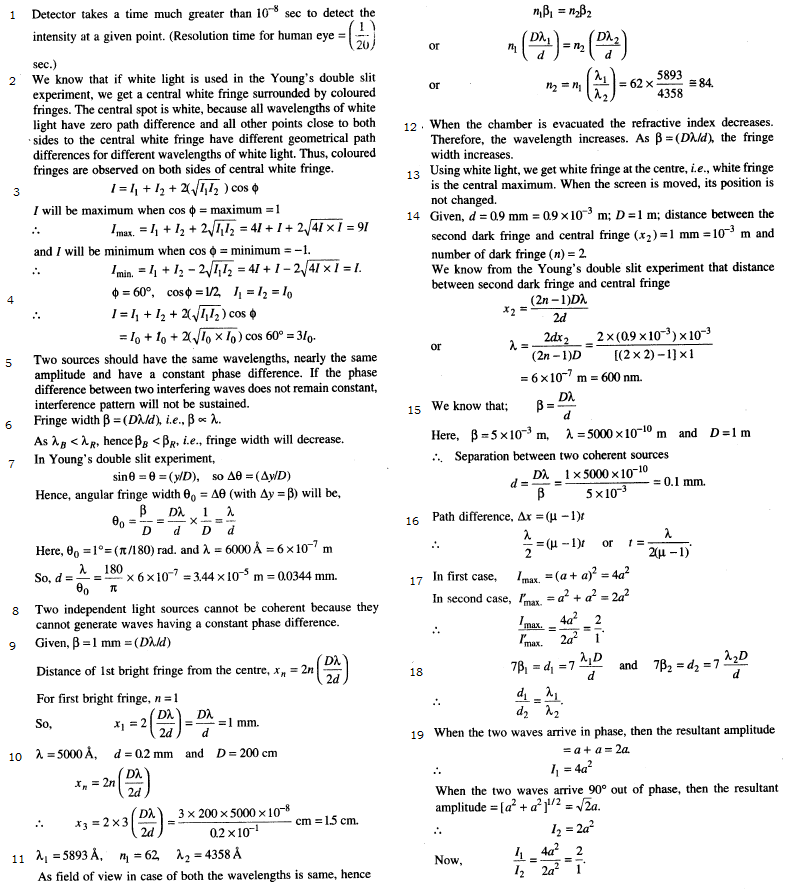 1 Detector takes a time much greater than 10⁻⁸ sec to detect the
intensity at a given point. (Resolution time for human eye = (1/20)
sec.)
2 We know that if white light is used in the Young's double slit
experiment, we get a central white fringe surrounded by coloured
fringes. The central spot is white, because all wavelengths of white
light have zero path difference and all other points close to both
sides to the central white fringe have different geometrical path
differences for different wavelengths of white light. Thus, coloured
fringes are observed on both sides of central white fringe.
3 I = I₁ + I₂ + 2(√I₁I₂) cos ϕ
I will be maximum when cos ϕ = maximum = 1
∴ Imax. = I₁ + I₂ + 2√I₁I₂ = 4I + I + 2√4I × I = 9I
and I will be minimum when cos ϕ = minimum = −1.
∴ Imin. = I₁ + I₂ − 2√I₁I₂ = 4I + I − 2√4I × I = I.
4 ϕ = 60°, cos ϕ = 1/2, I₁ = I₂ = I₀
∴ I = I₁ + I₂ + 2(√I₁I₂) cos ϕ
= I₀ + I₀ + 2(√I₀ × I₀) cos 60° = 3I₀.
5 Two sources should have the same wavelengths, nearly the same
amplitude and have a constant phase difference. If the phase
difference between two interfering waves does not remain constant,
interference pattern will not be sustained.
6 Fringe width β = (Dλ/d), i.e., β ∝ λ.
As λ_B < λ_R, hence β_B < β_R, i.e., fringe width will decrease.
7 In Young's double slit experiment,
sin θ = θ = (y/D), so Δθ = (Δy/D)
Hence, angular fringe width θ₀ = Δθ (with Δy = β) will be,
θ₀ = β/D = Dλ/d × 1/D = λ/d
Here, θ₀ = 1° = (π/180) rad. and λ = 6000 Å = 6 × 10⁻⁷ m
So, d = λ/θ₀ = 180/π × 6 × 10⁻⁷ = 3.44 × 10⁻⁵ m = 0.0344 mm.
8 Two independent light sources cannot be coherent because they
cannot generate waves having a constant phase difference.
9 Given, β = 1 mm = (Dλ/d)
Distance of 1st bright fringe from the centre, xₙ = 2n (Dλ/2d)
For first bright fringe, n = 1
So, x₁ = 2 (Dλ/2d) = Dλ/d = 1 mm.
10 λ = 5000 Å, d = 0.2 mm and D = 200 cm
xₙ = 2n (Dλ/2d)
∴ x₃ = 2 × 3 (Dλ/2d) = 3 × 200 × 5000 × 10⁻⁸/0.2 × 10⁻¹ cm = 1.5 cm.
11 λ₁ = 5893 Å, n₁ = 62, λ₂ = 4358 Å
As field of view in case of both the wavelengths is same, hence
n₁β₁ = n₂β₂
or n₁ (Dλ₁/d) = n₂ (Dλ₂/d)
or n₂ = n₁ (λ₁/λ₂) = 62 × 5893/4358 ≅ 84.
12 . When the chamber is evacuated the refractive index decreases.
Therefore, the wavelength increases. As β = (Dλ/d), the fringe
width increases.
13 Using white light, we get white fringe at the centre, i.e., white fringe
is the central maximum. When the screen is moved, its position is
not changed.
14 Given, d = 0.9 mm = 0.9 × 10⁻³ m; D = 1 m; distance between the
second dark fringe and central fringe (x₂) = 1 mm = 10⁻³ m and
number of dark fringe (n) = 2.
We know from the Young's double slit experiment that distance
between second dark fringe and central fringe
x₂ = (2n − 1)Dλ/2d
or λ = 2dx₂/(2n − 1)D = 2 × (0.9 × 10⁻³) × 10⁻³/[(2 × 2) − 1] × 1
= 6 × 10⁻⁷ m = 600 nm.
15 We know that; β = Dλ/d
Here, β = 5 × 10⁻³ m, λ = 5000 × 10⁻¹⁰ m and D = 1 m
∴ Separation between two coherent sources
d = Dλ/β = 1 × 5000 × 10⁻¹⁰/5 × 10⁻³ = 0.1 mm.
16 Path difference, Δx = (μ − 1)t
∴ λ/2 = (μ − 1)t or t = λ/2(μ − 1).
17 In first case, Imax. = (a + a)² = 4a²
In second case, I′max. = a² + a² = 2a²
∴ Imax./I′max. = 4a²/2a² = 2/1.
18 7β₁ = d₁ = 7 λ₁D/d and 7β₂ = d₂ = 7 λ₂D/d
∴ d₁/d₂ = λ₁/λ₂.
19 When the two waves arrive in phase, then the resultant amplitude
= a + a = 2a.
∴ I₁ = 4a²
When the two waves arrive 90° out of phase, then the resultant
amplitude = [a² + a²]^1/2 = √2a.
∴ I₂ = 2a²
Now, I₁/I₂ = 4a²/2a² = 2/1.